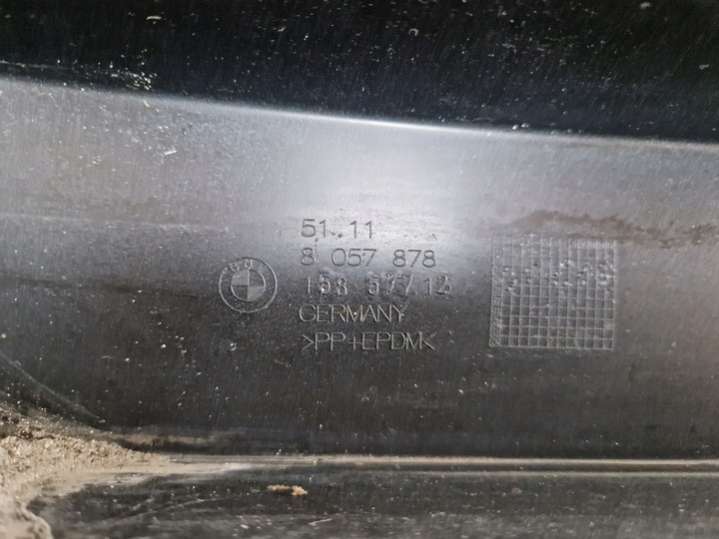 51.11
8 057 878
GERMANY
>PP+EPDM<